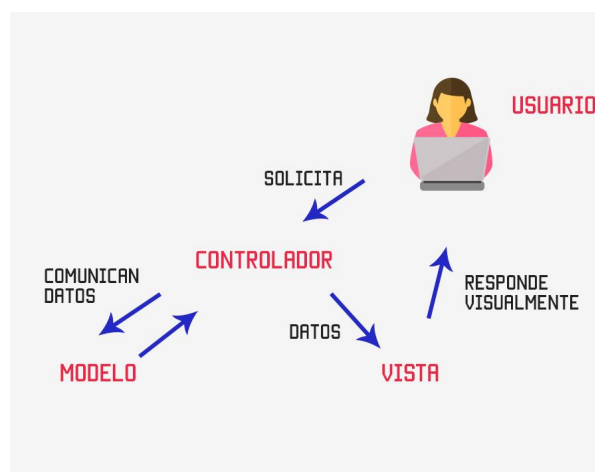 USUARIO
SOLICITA
CONTROLADOR
COMUNICAN
DATOS
RESPONDE
VISUALMENTE
DATOS
MODELO
VISTA